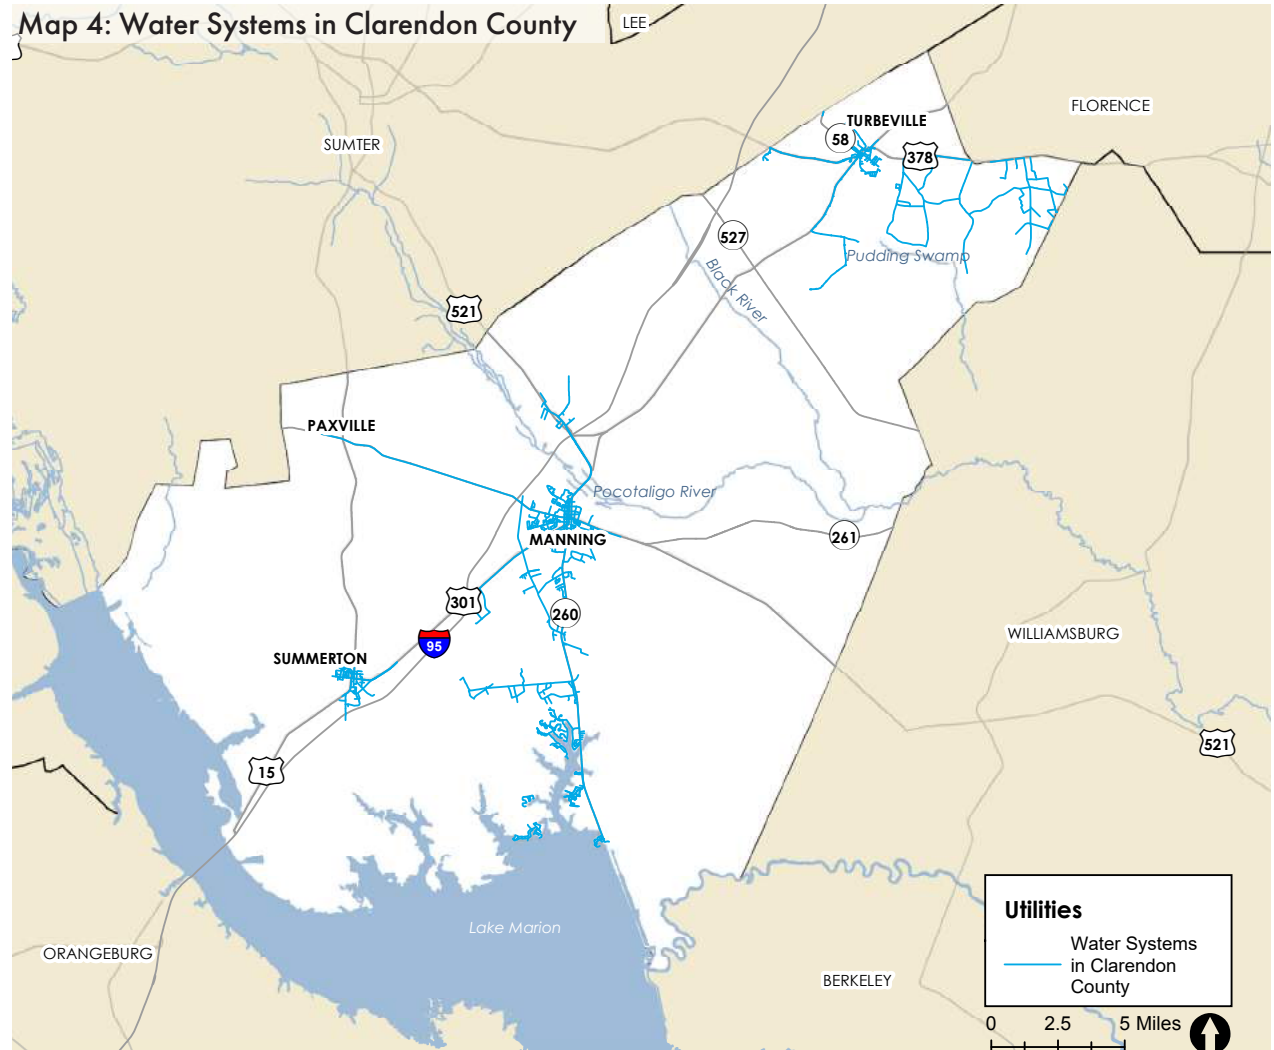 Map 4: Water Systems in Clarendon County
LEE
FLORENCE
TURBEVILLE
58
378
SUMTER
527
Pudding Swamp
Black River
521
PAXVILLE
Pocotaligo River
MANNING
261
301
260
95
WILLIAMSBURG
SUMMERTON
521
15
Lake Marion
ORANGEBURG
BERKELEY
Utilities
Water Systems
in Clarendon
County
0 2.5 5 Miles